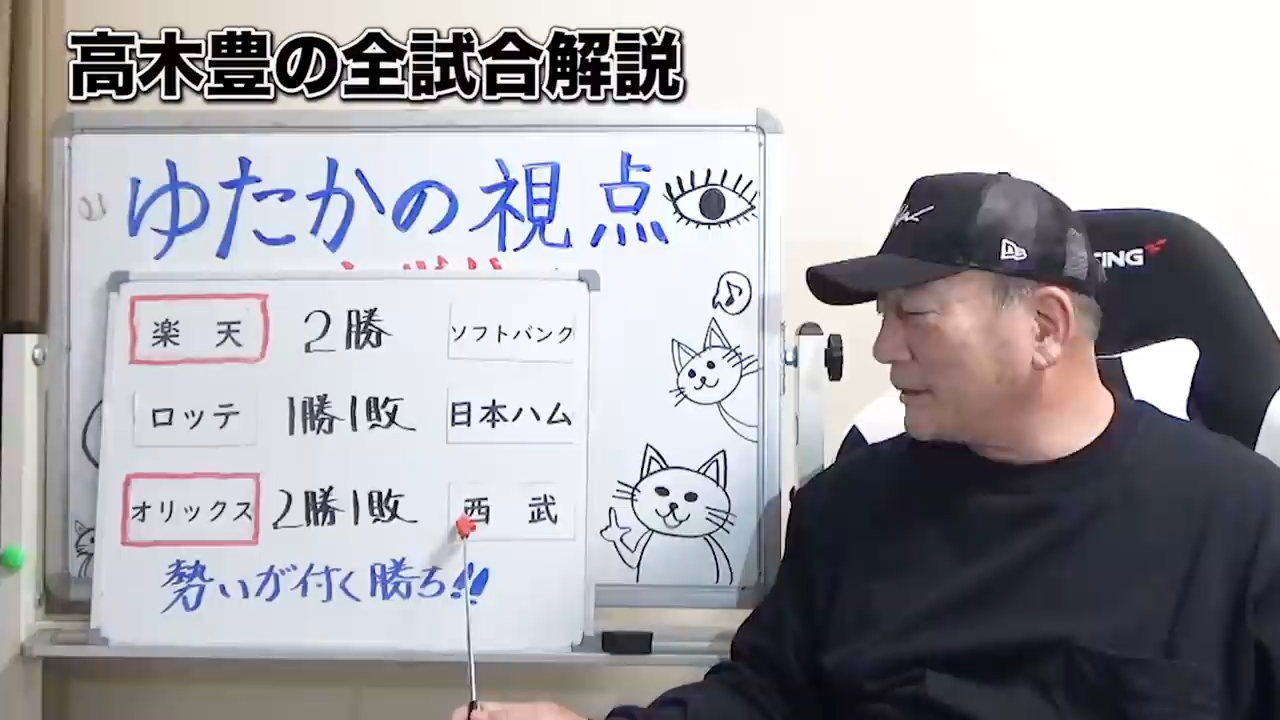 高木豊の全試合解説
ゆたかの視点
楽天 2勝 ソフトバンク
ロッテ 1勝1敗 日本ハム
オリックス 2勝1敗 西武
勢いが付く勝ち!!
ING